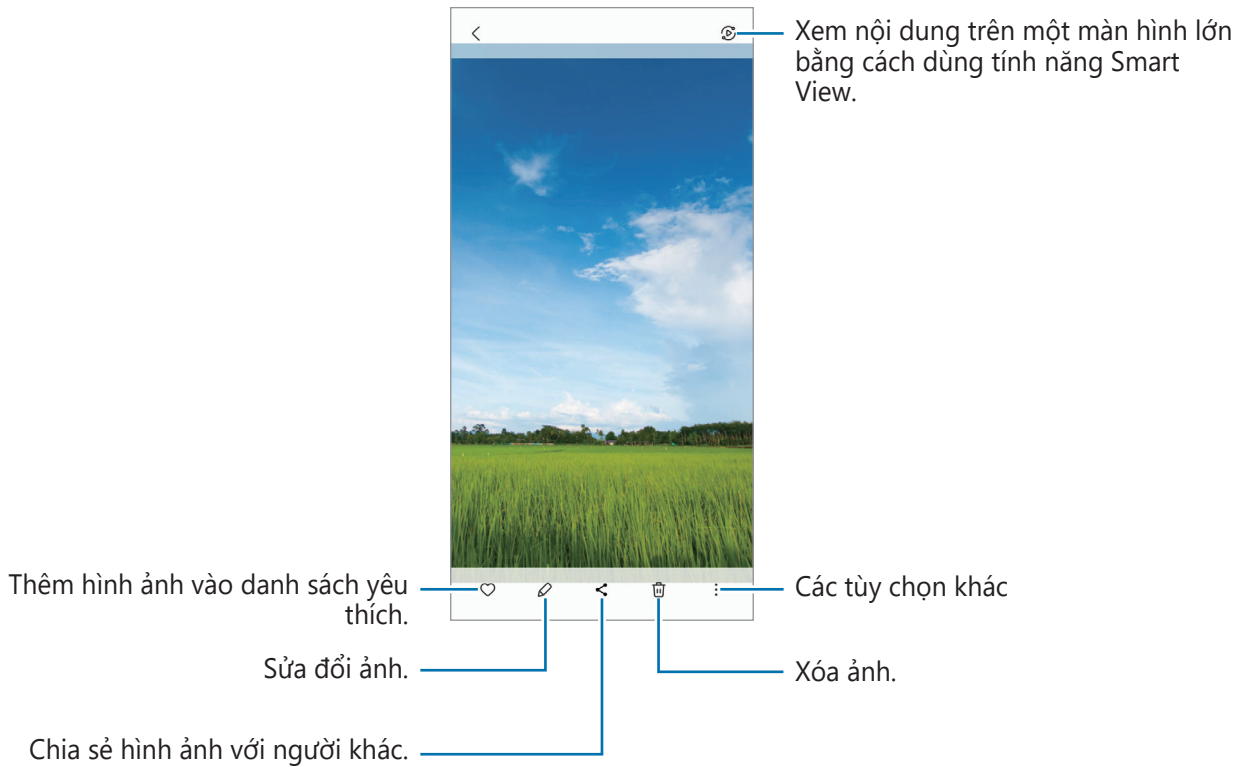 Xem nội dung trên một màn hình lớn
bằng cách dùng tính năng Smart
View.
Thêm hình ảnh vào danh sách yêu
thích.
Các tùy chọn khác
Sửa đổi ảnh.
Xóa ảnh.
Chia sẻ hình ảnh với người khác.